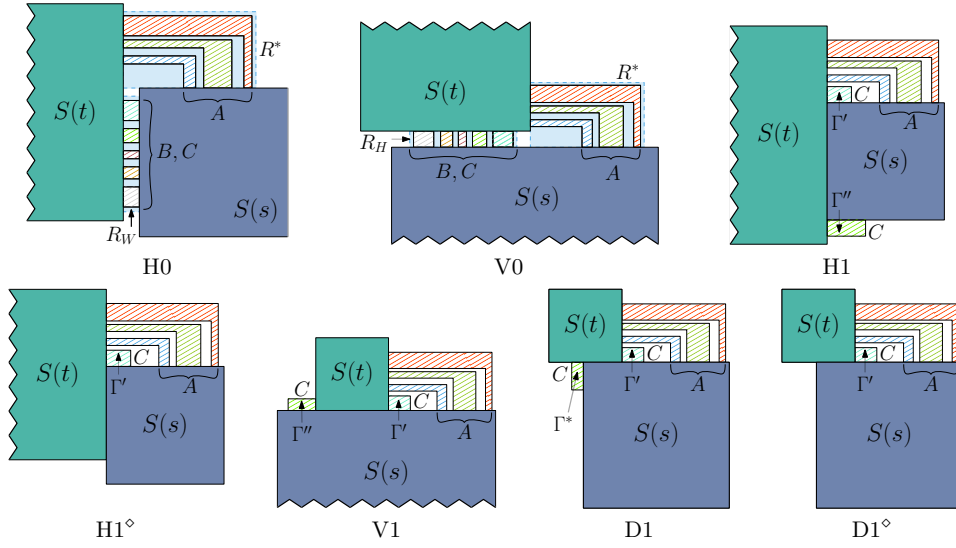 S(t)
R*
A
B, C
S(s)
R_W
H0
S(t)
R*
R_H
B, C
A
S(s)
V0
S(t)
C
Γ′
A
S(s)
Γ″
C
H1
S(t)
C
Γ′
A
S(s)
H1^⋄
S(t)
C
C
Γ″
Γ′
A
S(s)
V1
S(t)
C
C
Γ′
A
Γ*
S(s)
D1
S(t)
C
Γ′
A
S(s)
D1^⋄